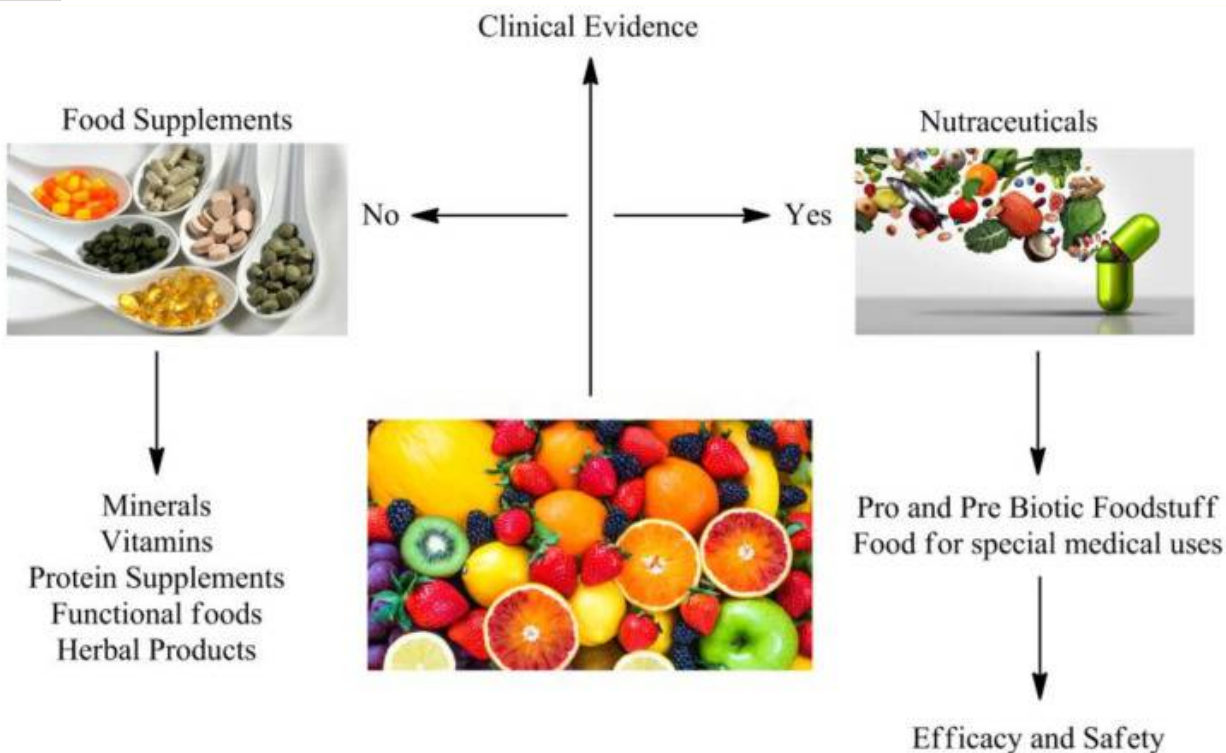 Clinical Evidence
Food Supplements
Nutraceuticals
No
Yes
Minerals
Vitamins
Protein Supplements
Functional foods
Herbal Products
Pro and Pre Biotic Foodstuff
Food for special medical uses
Efficacy and Safety